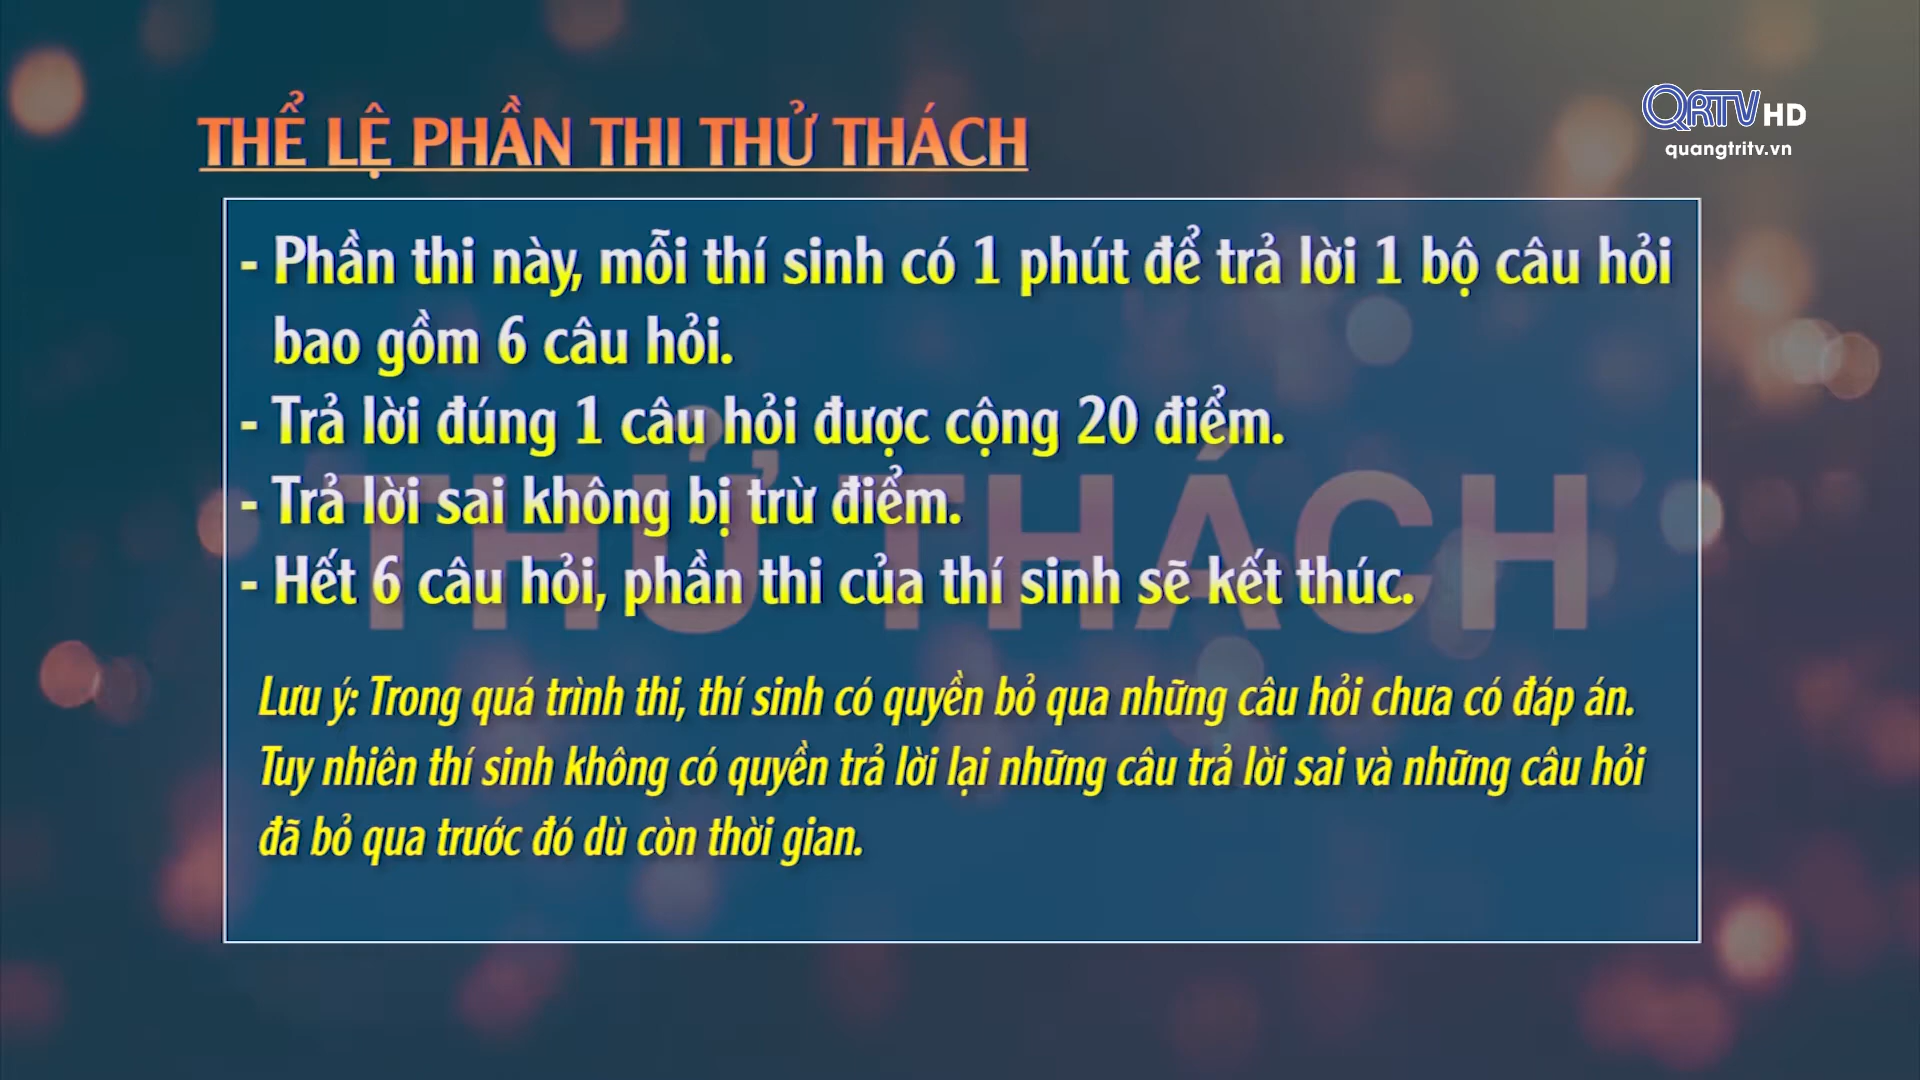 QRTV HD
quangtritv.vn
THỂ LỆ PHẦN THI THỬ THÁCH
- Phần thi này, mỗi thí sinh có 1 phút để trả lời 1 bộ câu hỏi
bao gồm 6 câu hỏi.
- Trả lời đúng 1 câu hỏi được cộng 20 điểm.
- Trả lời sai không bị trừ điểm.
- Hết 6 câu hỏi, phần thi của thí sinh sẽ kết thúc.
THỬ THÁCH
Lưu ý: Trong quá trình thi, thí sinh có quyền bỏ qua những câu hỏi chưa có đáp án.
Tuy nhiên thí sinh không có quyền trả lời lại những câu trả lời sai và những câu hỏi
đã bỏ qua trước đó dù còn thời gian.